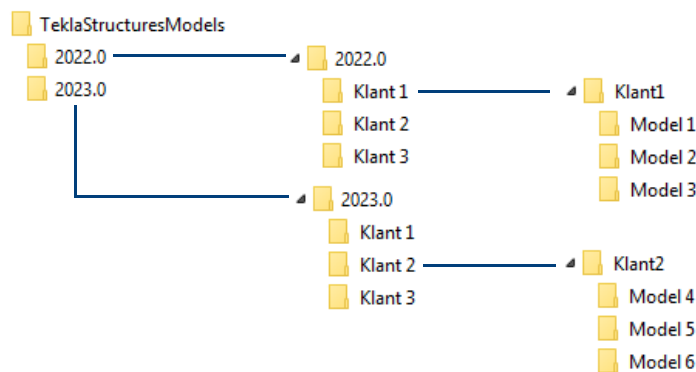 TeklaStructuresModels
2022.0
2023.0
2022.0
Klant 1
Klant 2
Klant 3
2023.0
Klant 1
Klant 2
Klant 3
Klant1
Model 1
Model 2
Model 3
Klant2
Model 4
Model 5
Model 6